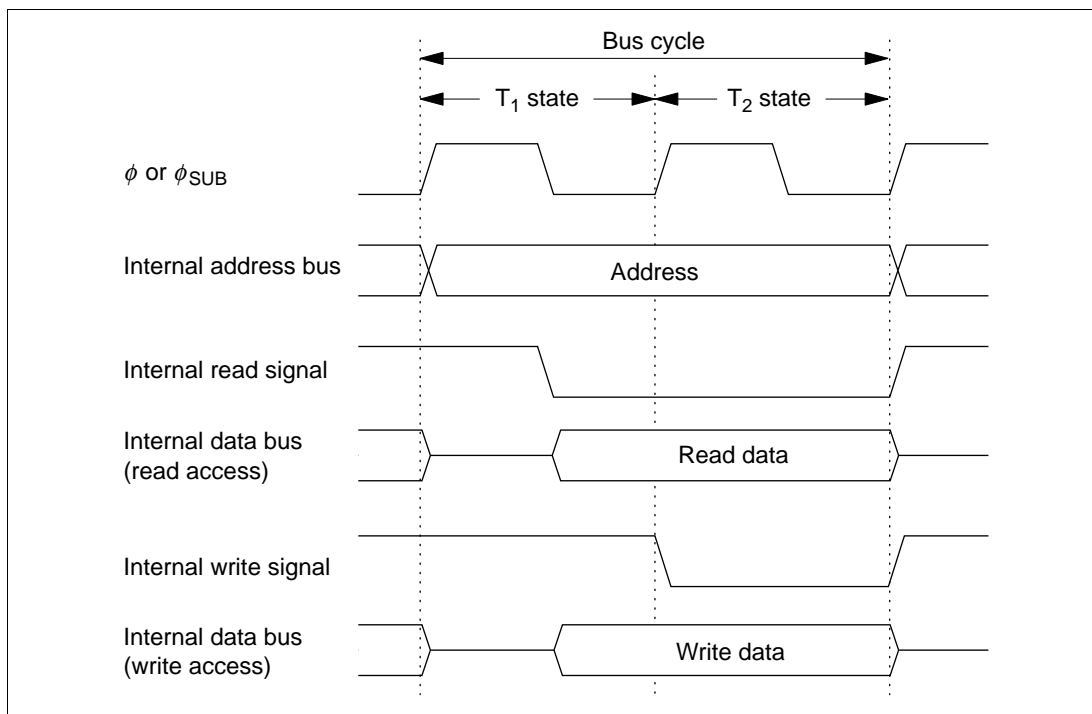 Bus cycle
T₁ state
T₂ state
ϕ or ϕSUB
Internal address bus
Address
Internal read signal
Internal data bus
(read access)
Read data
Internal write signal
Internal data bus
(write access)
Write data